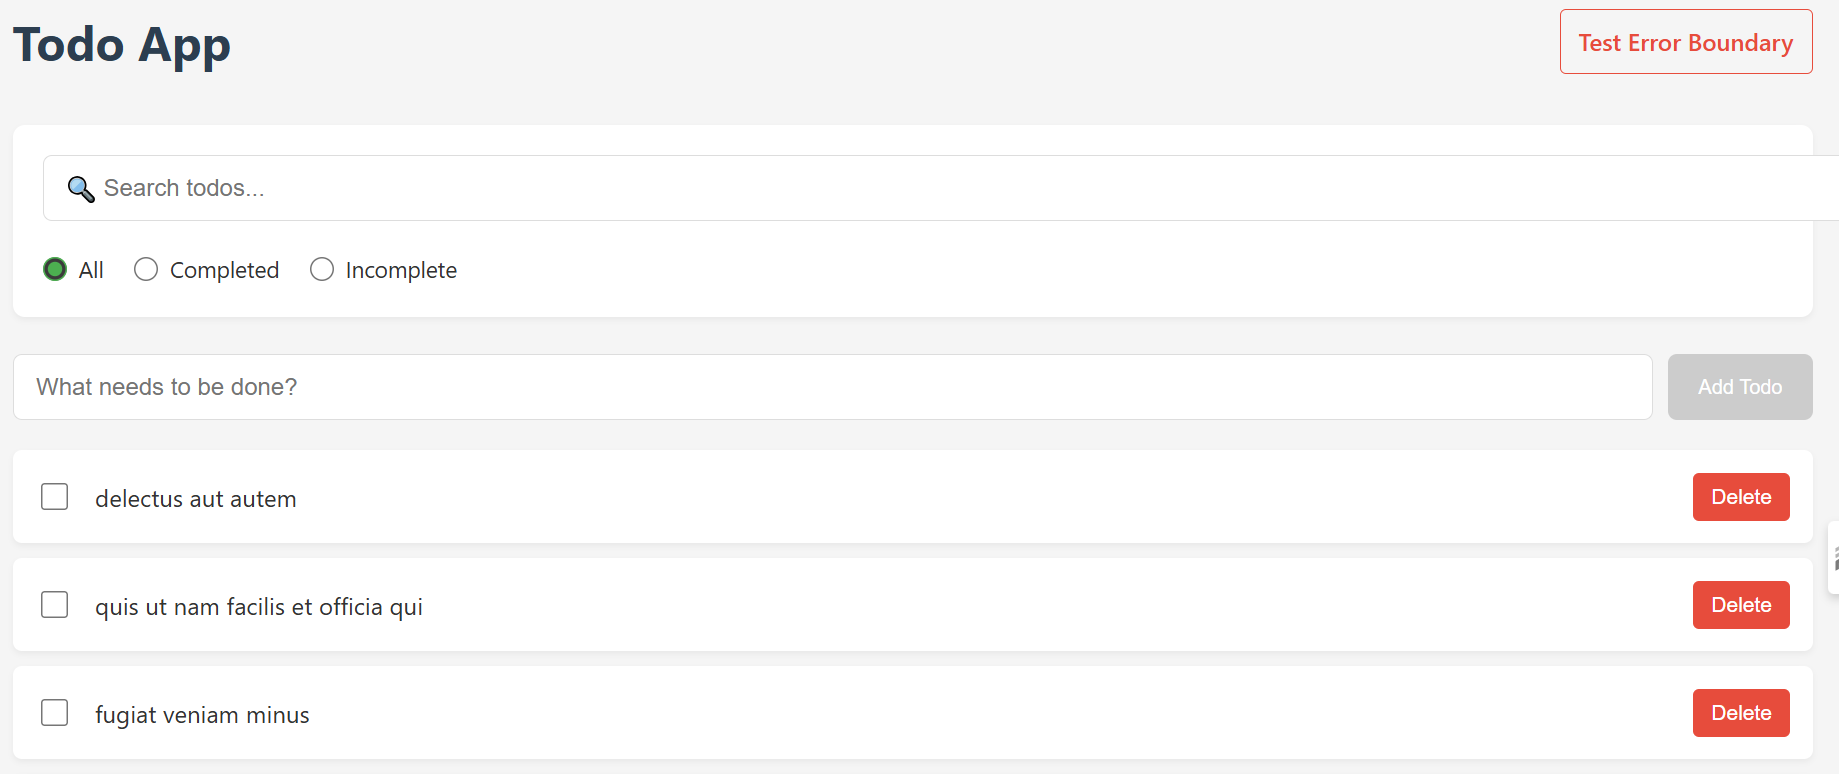 Todo App
Test Error Boundary
🔍 Search todos...
All Completed Incomplete
What needs to be done?
Add Todo
delectus aut autem
Delete
quis ut nam facilis et officia qui
Delete
fugiat veniam minus
Delete